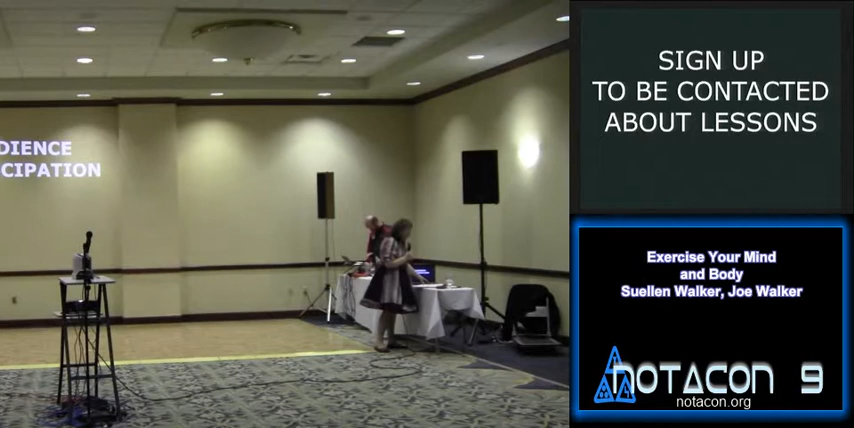 DIENCE
CIPATION
SIGN UP
TO BE CONTACTED
ABOUT LESSONS
Exercise Your Mind
and Body
Suellen Walker, Joe Walker
NOTACON 9
notacon.org